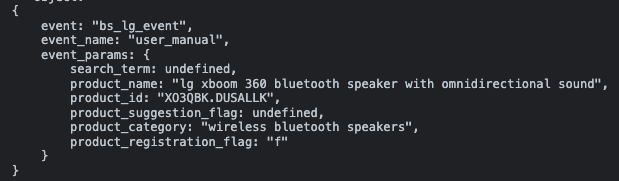 {
event: "bs_lg_event",
event_name: "user_manual",
event_params: {
search_term: undefined,
product_name: "lg xboom 360 bluetooth speaker with omnidirectional sound",
product_id: "XO3QBK.DUSALLK",
product_suggestion_flag: undefined,
product_category: "wireless bluetooth speakers",
product_registration_flag: "f"
}
}